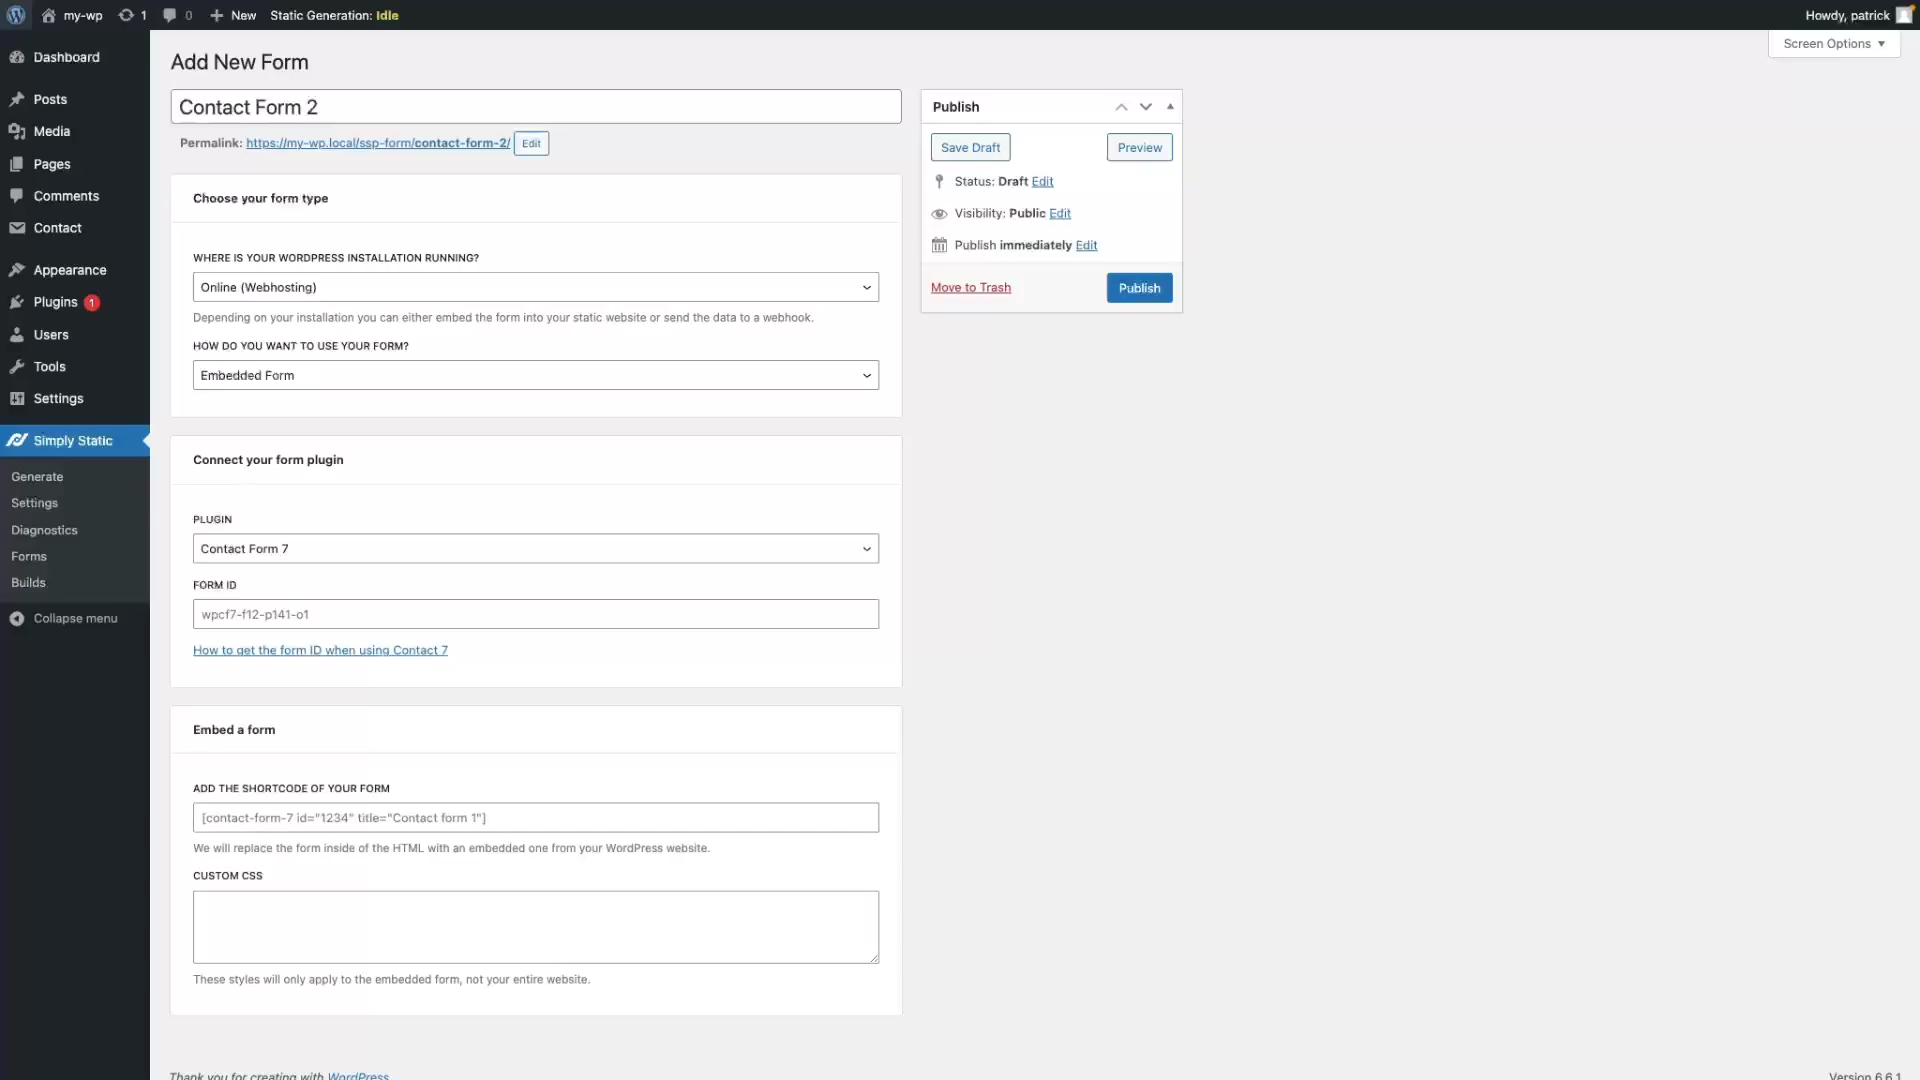 my-wp 1 0 New Static Generation: Idle Howdy, patrick
Screen Options
Dashboard
Posts
Media
Pages
Comments
Contact
Appearance
Plugins 1
Users
Tools
Settings
Simply Static
Generate
Settings
Diagnostics
Forms
Builds
Collapse menu
Add New Form
Contact Form 2
Permalink: https://my-wp.local/ssp-form/contact-form-2/ Edit
Choose your form type
WHERE IS YOUR WORDPRESS INSTALLATION RUNNING?
Online (Webhosting)
Depending on your installation you can either embed the form into your static website or send the data to a webhook.
HOW DO YOU WANT TO USE YOUR FORM?
Embedded Form
Connect your form plugin
PLUGIN
Contact Form 7
FORM ID
wpcf7-f12-p141-o1
How to get the form ID when using Contact 7
Embed a form
ADD THE SHORTCODE OF YOUR FORM
[contact-form-7 id="1234" title="Contact form 1"]
We will replace the form inside of the HTML with an embedded one from your WordPress website.
CUSTOM CSS
These styles will only apply to the embedded form, not your entire website.
Publish
Save Draft Preview
Status: Draft Edit
Visibility: Public Edit
Publish immediately Edit
Move to Trash Publish
Thank you for creating with WordPress
Version 6.6.1